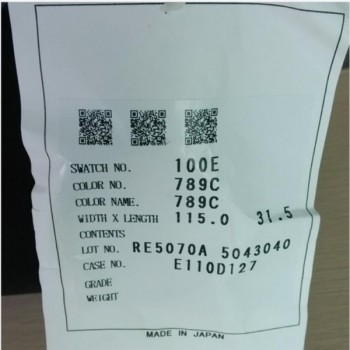 SWATCH NO. 100E
COLOR NO. 789C
COLOR NAME. 789C
WIDTH X LENGTH 115.0 31.5
CONTENTS
LOT NO. RE5070A 5043040
CASE NO. E110D127
GRADE
WEIGHT
MADE IN JAPAN